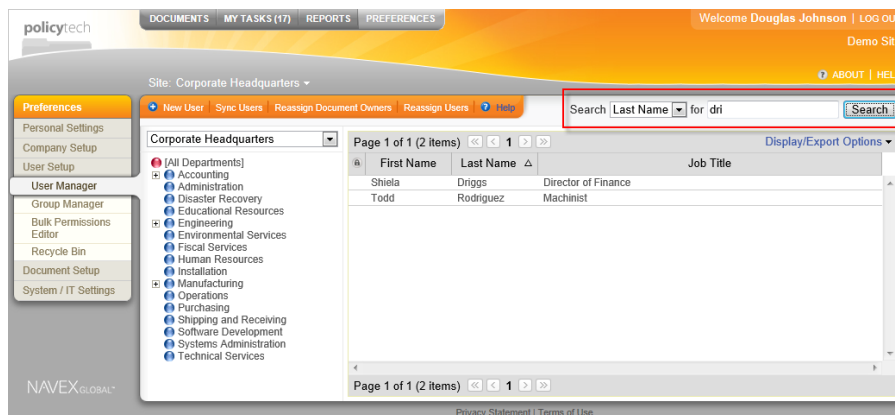 policytech
DOCUMENTS MY TASKS (17) REPORTS PREFERENCES
Welcome Douglas Johnson | LOG OU
Demo Sit
Site: Corporate Headquarters
? ABOUT | HEL
Preferences
Personal Settings
Company Setup
User Setup
User Manager
Group Manager
Bulk Permissions
Editor
Recycle Bin
Document Setup
System / IT Settings
New User | Sync Users | Reassign Document Owners | Reassign Users | ? Help
Search Last Name for dri Search
Corporate Headquarters
[All Departments]
Accounting
Administration
Disaster Recovery
Educational Resources
Engineering
Environmental Services
Fiscal Services
Human Resources
Installation
Manufacturing
Operations
Purchasing
Shipping and Receiving
Software Development
Systems Administration
Technical Services
Page 1 of 1 (2 items) << < 1 > >>
Display/Export Options
First Name Last Name Job Title
Shiela Driggs Director of Finance
Todd Rodriguez Machinist
Page 1 of 1 (2 items) << < 1 > >>
NAVEX GLOBAL
Privacy Statement | Terms of Use